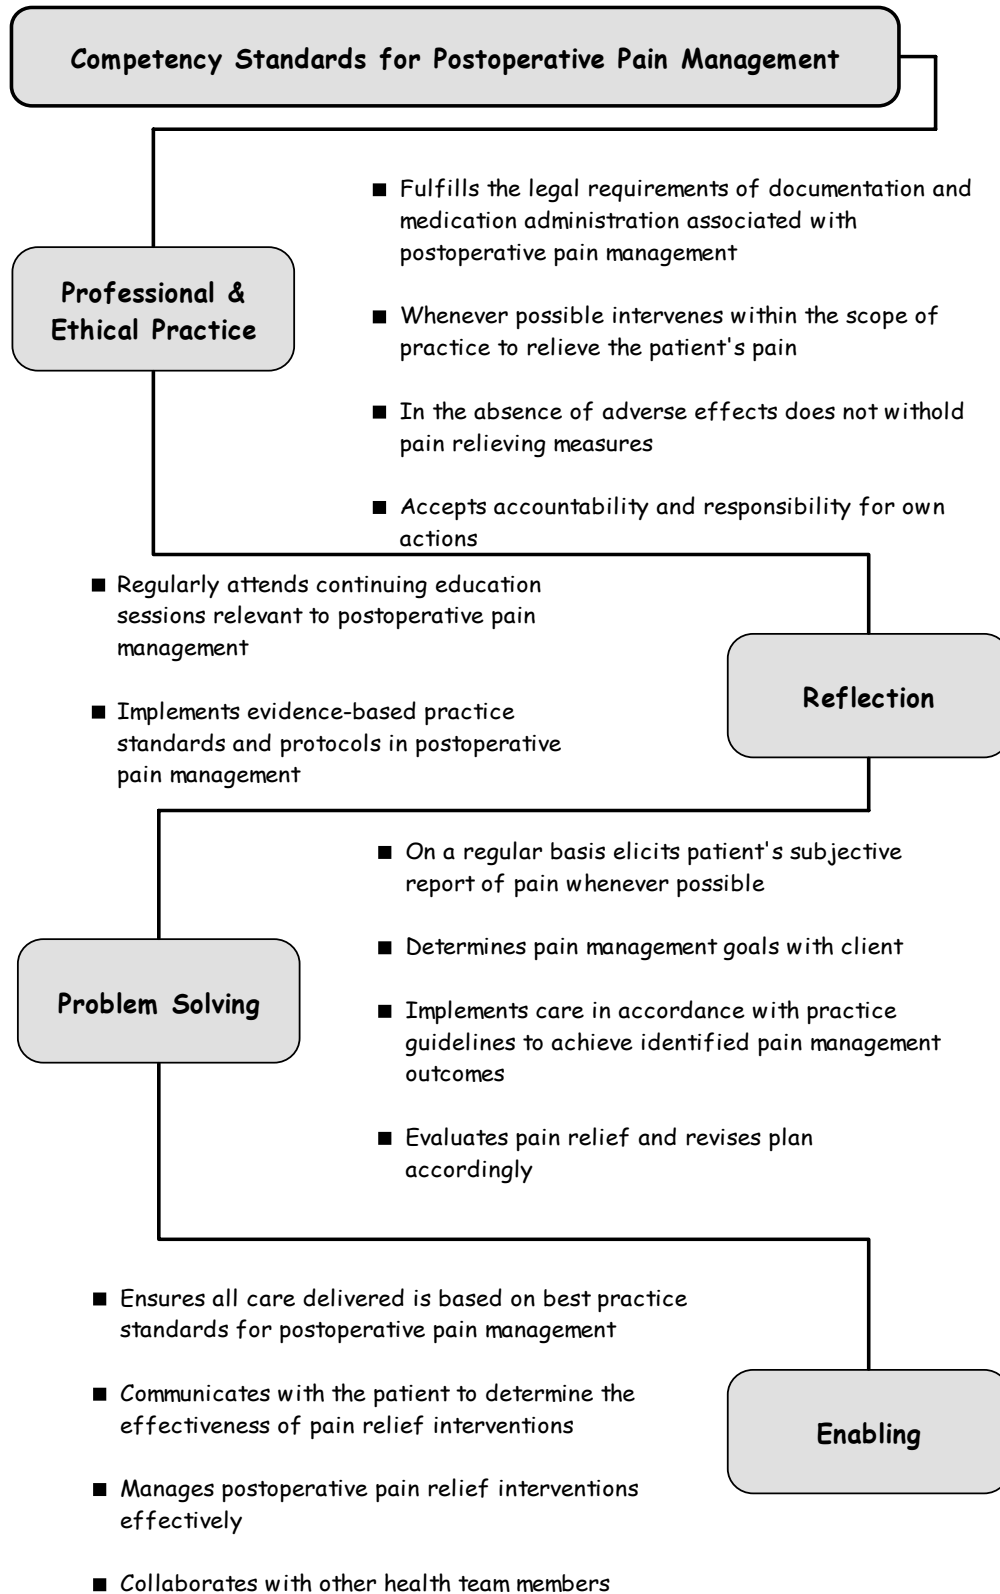 Competency Standards for Postoperative Pain Management
■ Fulfills the legal requirements of documentation and
medication administration associated with
postoperative pain management
Professional &
Ethical Practice
■ Whenever possible intervenes within the scope of
practice to relieve the patient's pain
■ In the absence of adverse effects does not withold
pain relieving measures
■ Accepts accountability and responsibility for own
actions
■ Regularly attends continuing education
sessions relevant to postoperative pain
management
Reflection
■ Implements evidence-based practice
standards and protocols in postoperative
pain management
■ On a regular basis elicits patient's subjective
report of pain whenever possible
■ Determines pain management goals with client
Problem Solving
■ Implements care in accordance with practice
guidelines to achieve identified pain management
outcomes
■ Evaluates pain relief and revises plan
accordingly
■ Ensures all care delivered is based on best practice
standards for postoperative pain management
■ Communicates with the patient to determine the
effectiveness of pain relief interventions
Enabling
■ Manages postoperative pain relief interventions
effectively
■ Collaborates with other health team members